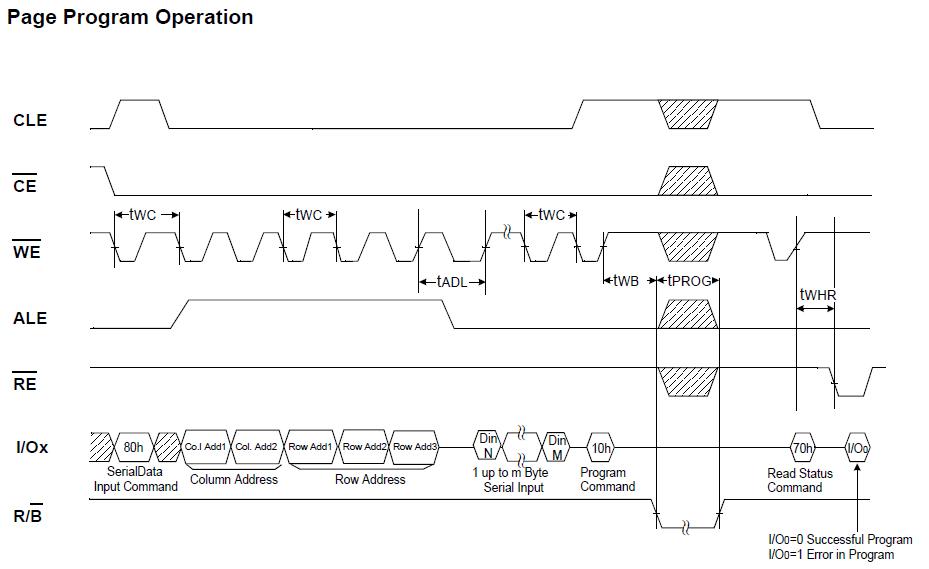 Page Program Operation
CLE
CE
tWC tWC tWC
WE
tADL tWB tPROG
tWHR
ALE
RE
I/Ox 80h Co.l Add1 Col. Add2 Row Add1 Row Add2 Row Add3 Din N Din M 10h 70h I/O0
SerialData
Input Command
Column Address
Row Address
1 up to m Byte
Serial Input
Program
Command
Read Status
Command
R/B
I/O0=0 Successful Program
I/O0=1 Error in Program